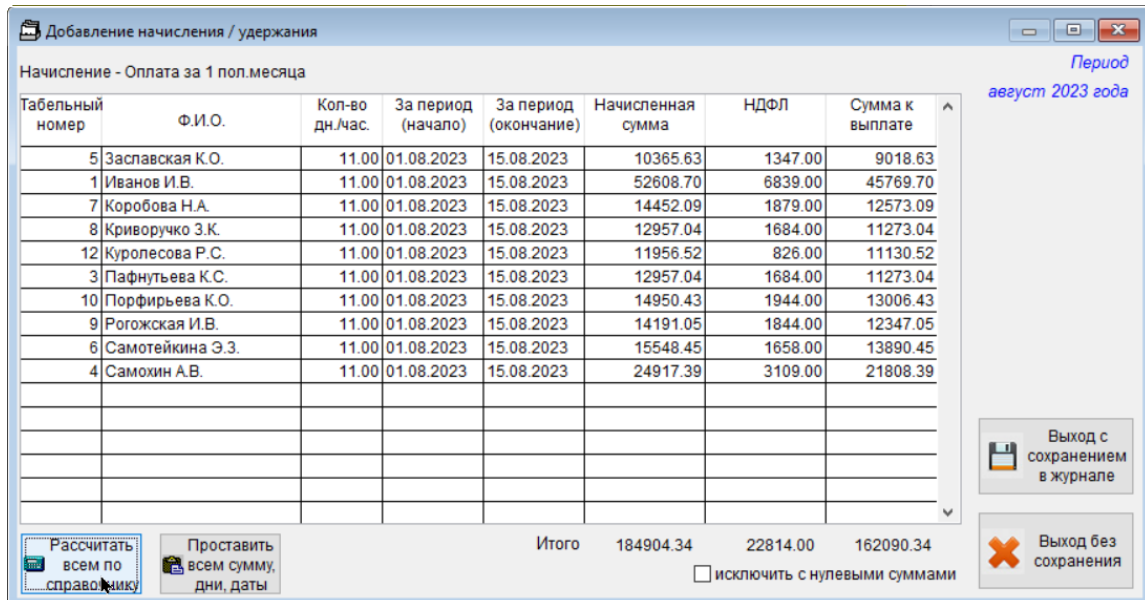 Добавление начисления / удержания
Начисление - Оплата за 1 пол.месяца
Период
август 2023 года
Табельный номер Ф.И.О. Кол-во дн./час. За период (начало) За период (окончание) Начисленная сумма НДФЛ Сумма к выплате
5 Заславская К.О. 11.00 01.08.2023 15.08.2023 10365.63 1347.00 9018.63
1 Иванов И.В. 11.00 01.08.2023 15.08.2023 52608.70 6839.00 45769.70
7 Коробова Н.А. 11.00 01.08.2023 15.08.2023 14452.09 1879.00 12573.09
8 Криворучко З.К. 11.00 01.08.2023 15.08.2023 12957.04 1684.00 11273.04
12 Куролесова Р.С. 11.00 01.08.2023 15.08.2023 11956.52 826.00 11130.52
3 Пафнутьева К.С. 11.00 01.08.2023 15.08.2023 12957.04 1684.00 11273.04
10 Порфирьева К.О. 11.00 01.08.2023 15.08.2023 14950.43 1944.00 13006.43
9 Рогожская И.В. 11.00 01.08.2023 15.08.2023 14191.05 1844.00 12347.05
6 Самотейкина Э.З. 11.00 01.08.2023 15.08.2023 15548.45 1658.00 13890.45
4 Самохин А.В. 11.00 01.08.2023 15.08.2023 24917.39 3109.00 21808.39
Выход с
сохранением
в журнале
Рассчитать
всем по
справочнику
Проставить
всем сумму,
дни, даты
Итого 184904.34 22814.00 162090.34
исключить с нулевыми суммами
Выход без
сохранения